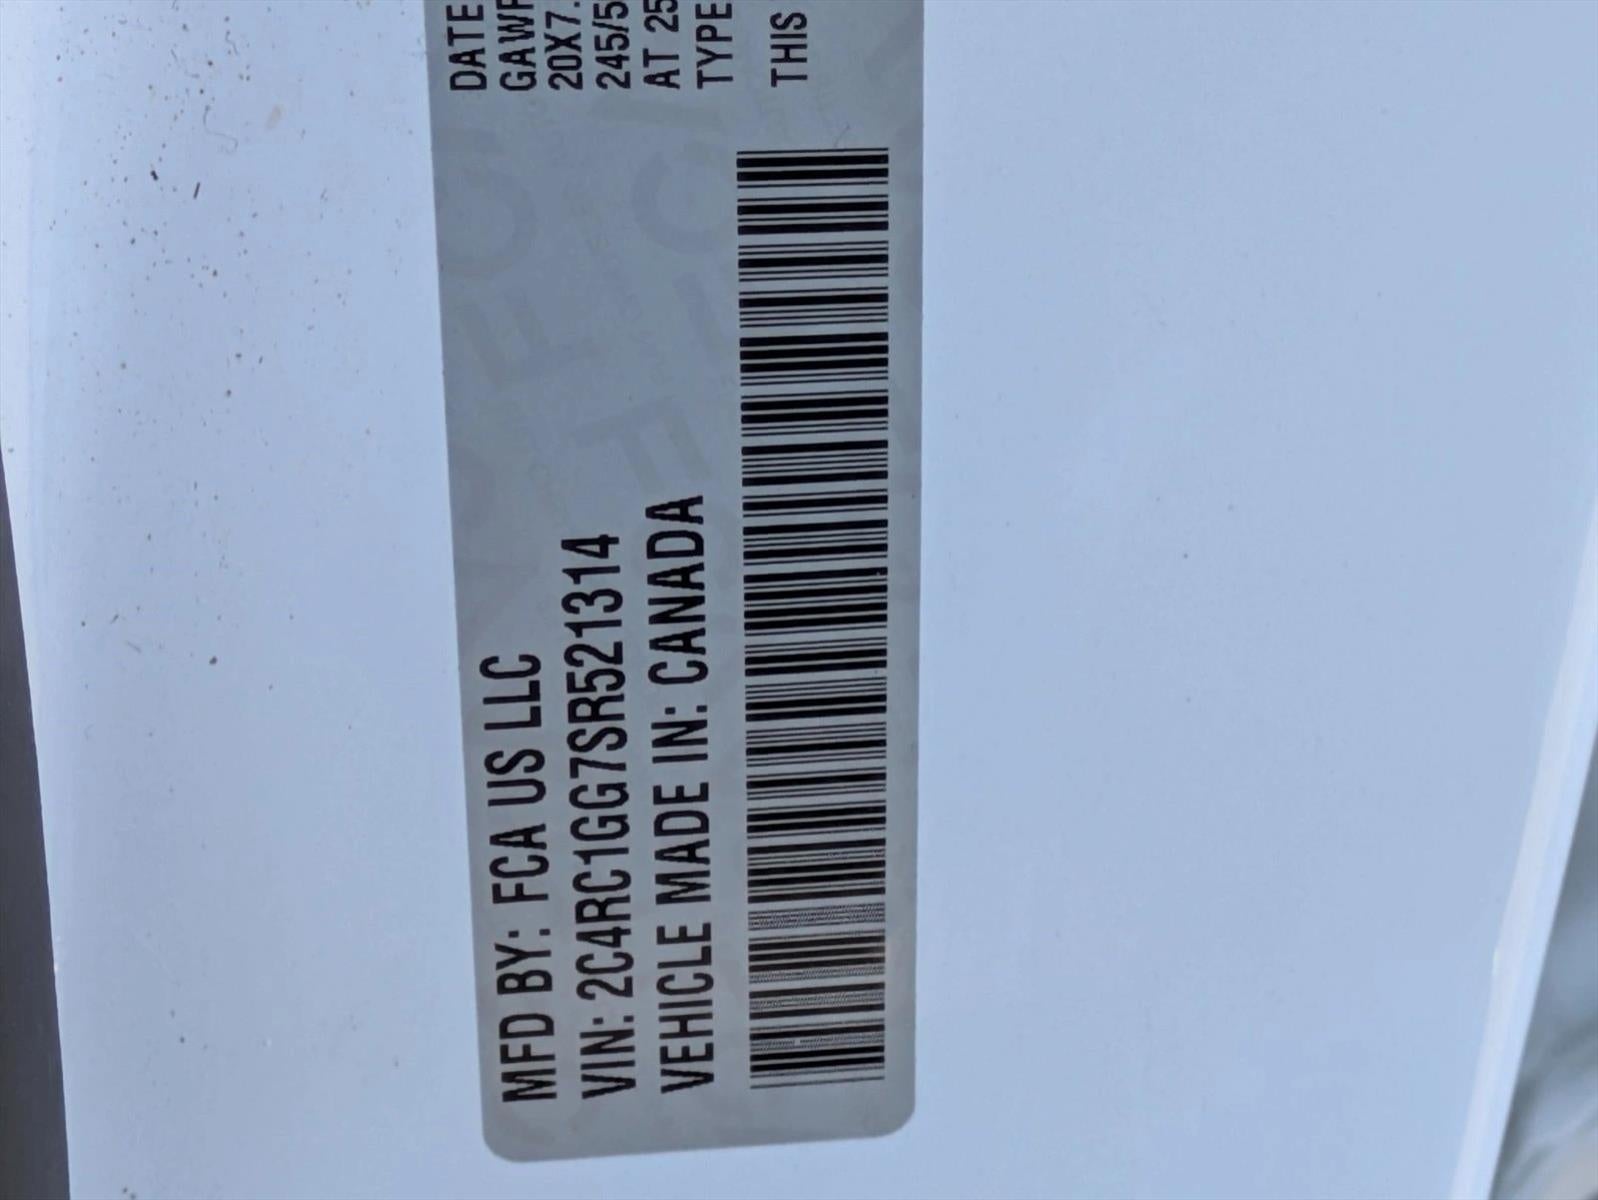 MFD BY: FCA US LLC
VIN: 2C4RC1GG7SR521314
VEHICLE MADE IN: CANADA
DATE
GAWR
20X7.
245/5
AT 25
TYPE
THIS